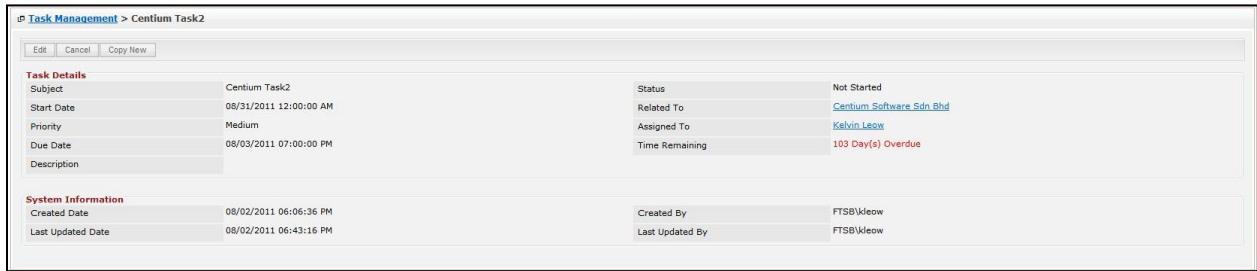 Task Management > Centium Task2
Edit Cancel Copy New
Task Details
Subject Centium Task2 Status Not Started
Start Date 08/31/2011 12:00:00 AM Related To Centium Software Sdn Bhd
Priority Medium Assigned To Kelvin Leow
Due Date 08/03/2011 07:00:00 PM Time Remaining 103 Day(s) Overdue
Description
System Information
Created Date 08/02/2011 06:06:36 PM Created By FTSB\kleow
Last Updated Date 08/02/2011 06:43:16 PM Last Updated By FTSB\kleow